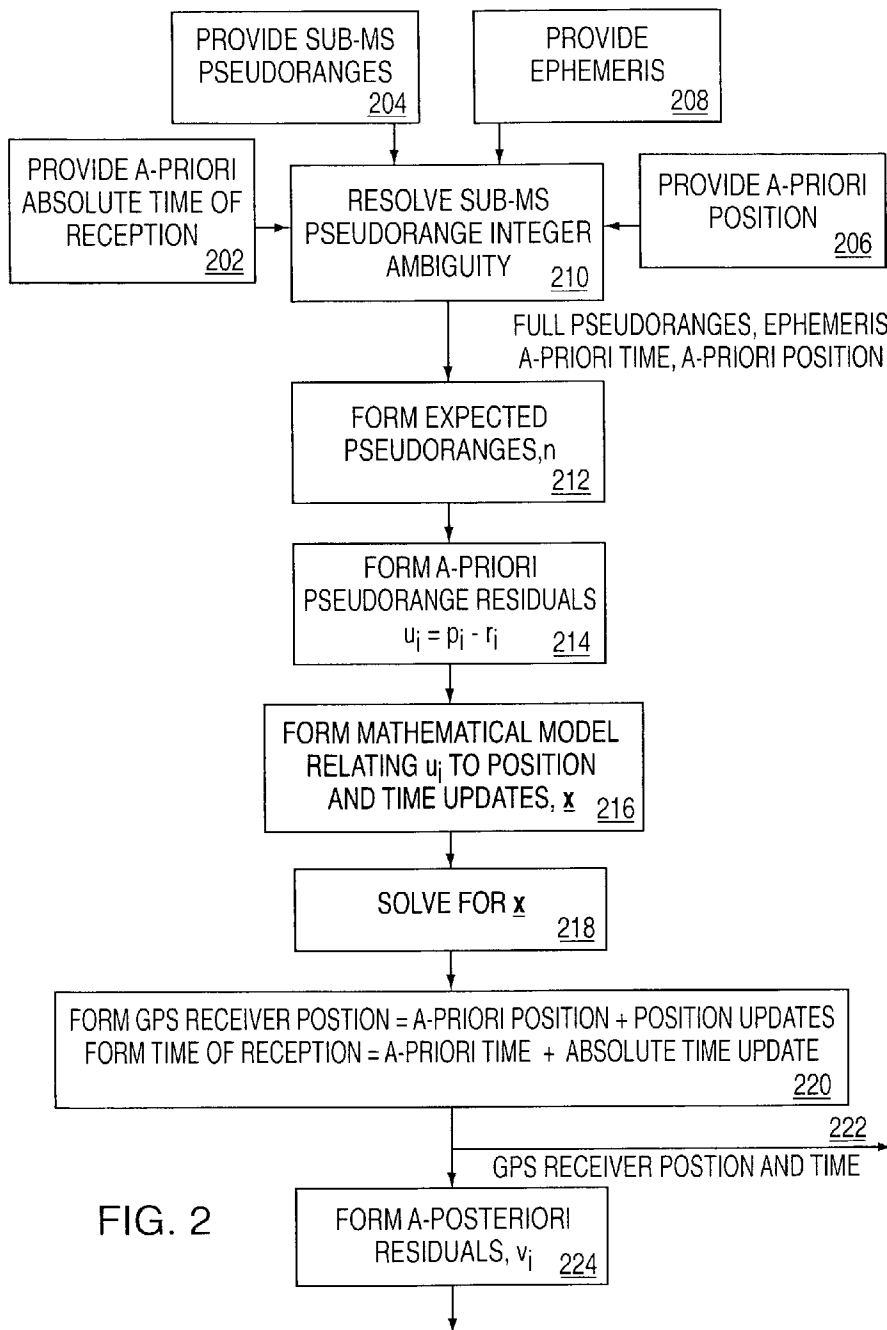 PROVIDE SUB-MS
PSEUDORANGES
204
PROVIDE
EPHEMERIS
208
PROVIDE A-PRIORI
ABSOLUTE TIME OF
RECEPTION
202
RESOLVE SUB-MS
PSEUDORANGE INTEGER
AMBIGUITY
210
PROVIDE A-PRIORI
POSITION
206
FULL PSEUDORANGES, EPHEMERIS
A-PRIORI TIME, A-PRIORI POSITION
FORM EXPECTED
PSEUDORANGES,n
212
FORM A-PRIORI
PSEUDORANGE RESIDUALS
ui = pi - ri
214
FORM MATHEMATICAL MODEL
RELATING ui TO POSITION
AND TIME UPDATES, x
216
SOLVE FOR x
218
FORM GPS RECEIVER POSTION = A-PRIORI POSITION + POSITION UPDATES
FORM TIME OF RECEPTION = A-PRIORI TIME + ABSOLUTE TIME UPDATE
220
222
GPS RECEIVER POSTION AND TIME
FIG. 2
FORM A-POSTERIORI
RESIDUALS, vi
224